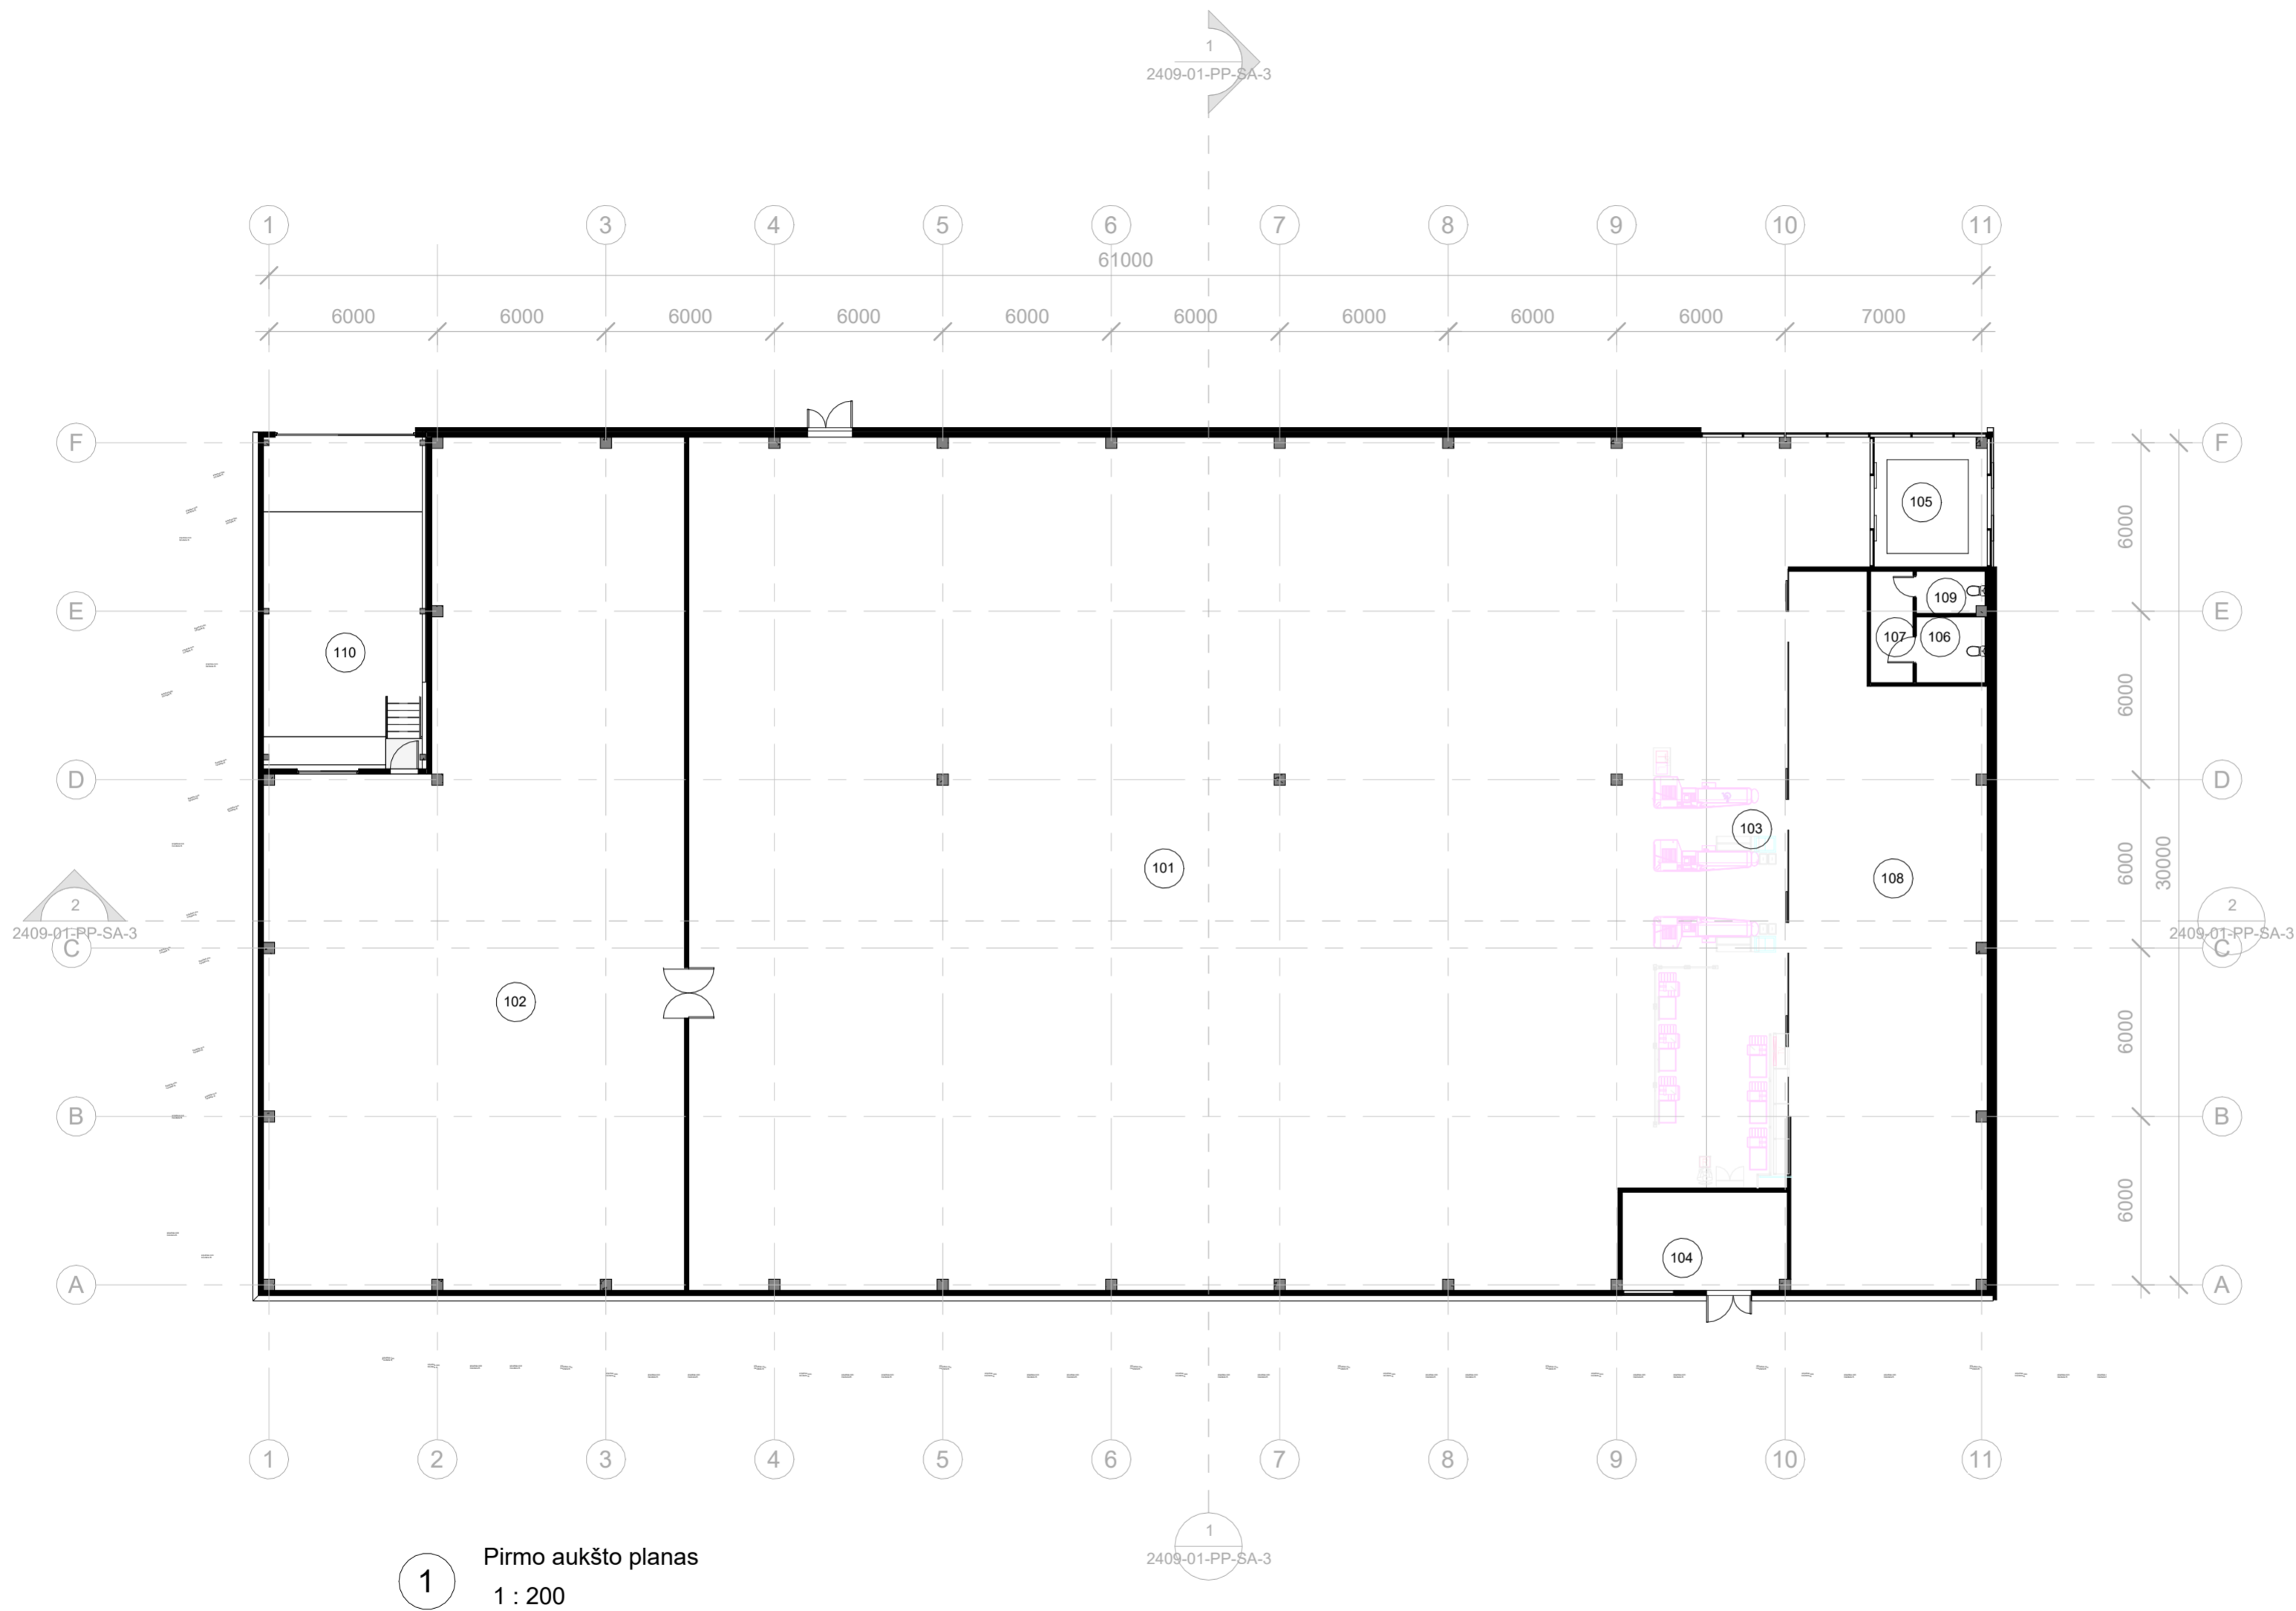 1
2409-01-PP-SA-3
1 3 4 5 6 7 8 9 10 11
61000
6000 6000 6000 6000 6000 6000 6000 6000 6000 7000
F F
105
6000
109
E E
107 106
110
6000
D D
103
101
6000
30000
108
2
2409-01-PP-SA-3
2
2409-01-PP-SA-3
C C
102
6000
B B
6000
104
A A
1 2 3 4 5 6 7 8 9 10 11
1
2409-01-PP-SA-3
Pirmo aukšto planas
1
1 : 200